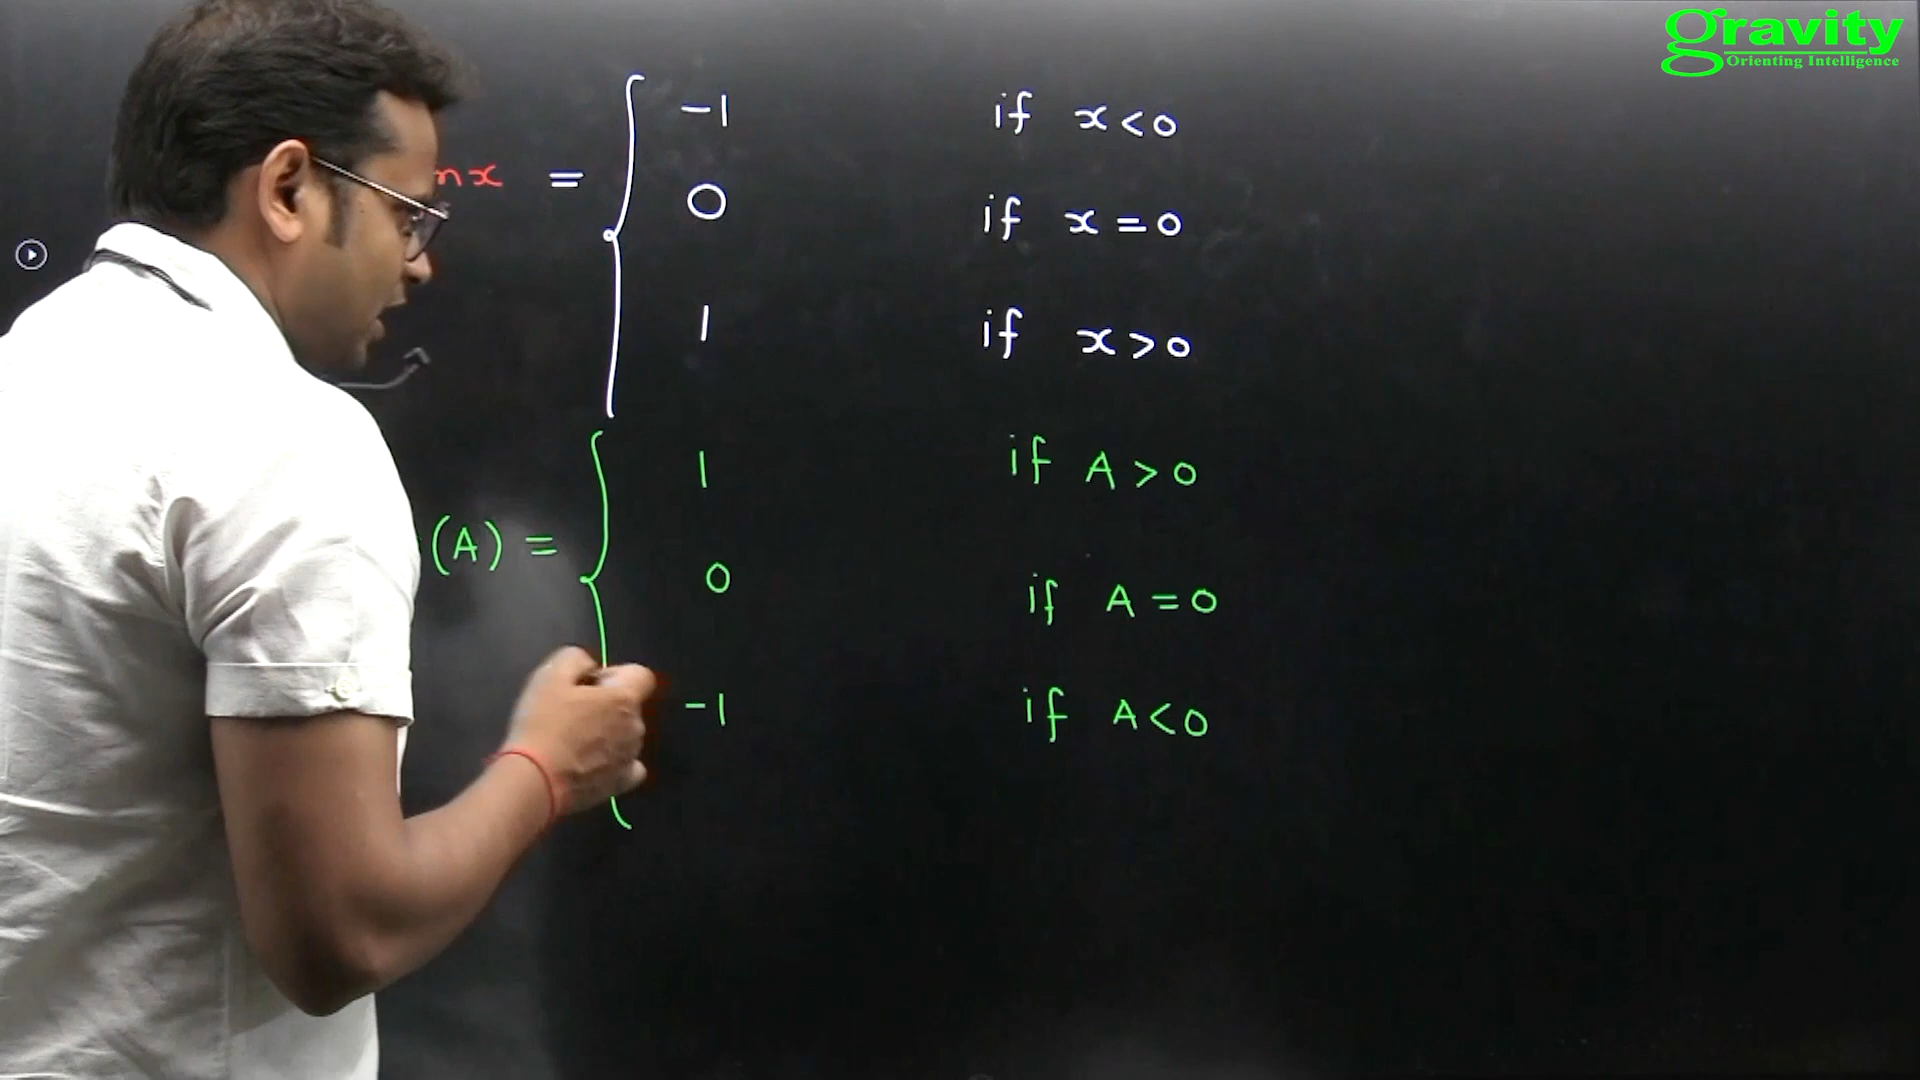 gravity
Orienting Intelligence
-1 if x<0
nx = 0 if x=0
1 if x>0
1 if A>0
(A) = 0 if A=0
-1 if A<0